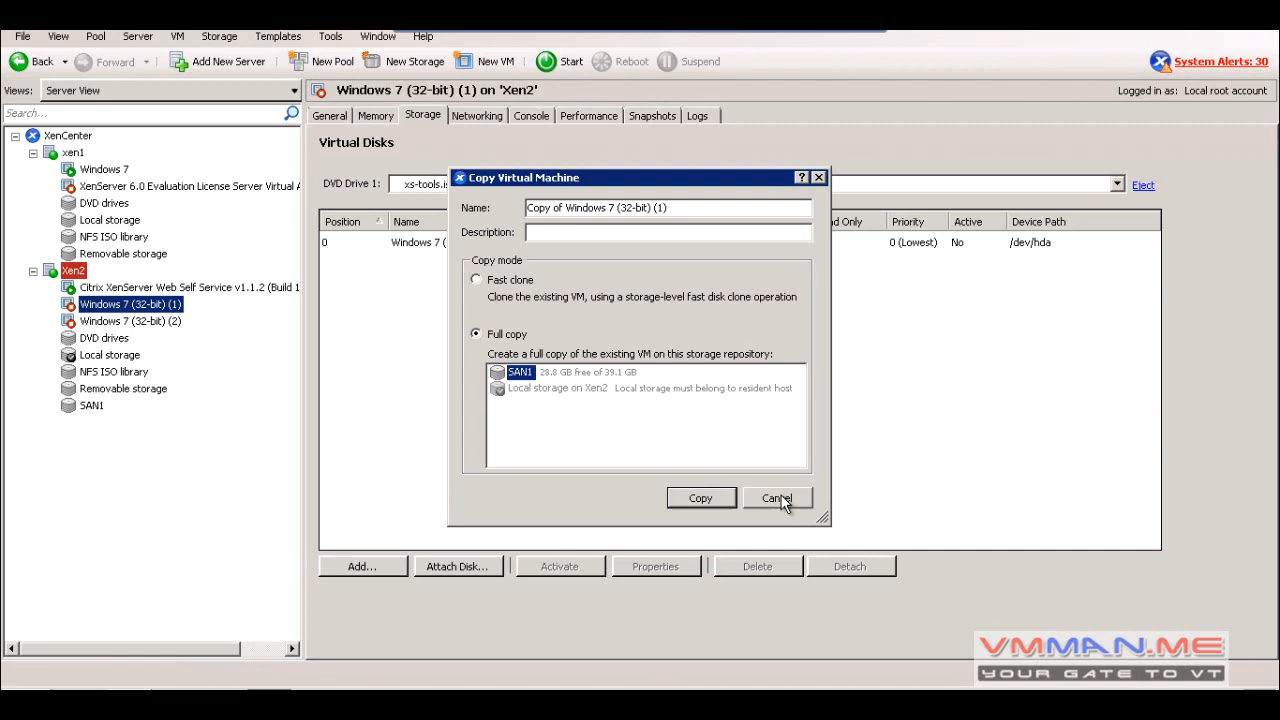 File View Pool Server VM Storage Templates Tools Window Help
Back Forward Add New Server New Pool New Storage New VM Start Reboot Suspend System Alerts: 30
Views: Server View Windows 7 (32-bit) (1) on 'Xen2' Logged in as: Local root account
Search...
General Memory Storage Networking Console Performance Snapshots Logs
XenCenter
xen1
Windows 7
XenServer 6.0 Evaluation License Server Virtual A
DVD drives
Local storage
NFS ISO library
Removable storage
Xen2
Citrix XenServer Web Self Service v1.1.2 (Build 1
Windows 7 (32-bit) (1)
Windows 7 (32-bit) (2)
DVD drives
Local storage
NFS ISO library
Removable storage
SAN1
Virtual Disks
DVD Drive 1: xs-tools.is Eject
Position Name d Only Priority Active Device Path
0 Windows 7 ( 0 (Lowest) No /dev/hda
Copy Virtual Machine
Name: Copy of Windows 7 (32-bit) (1)
Description:
Copy mode
Fast clone
Clone the existing VM, using a storage-level fast disk clone operation
Full copy
Create a full copy of the existing VM on this storage repository:
SAN1 28.8 GB free of 39.1 GB
Local storage on Xen2 Local storage must belong to resident host
Copy Cancel
Add... Attach Disk... Activate Properties Delete Detach
VMMAN.ME
YOUR GATE TO VT